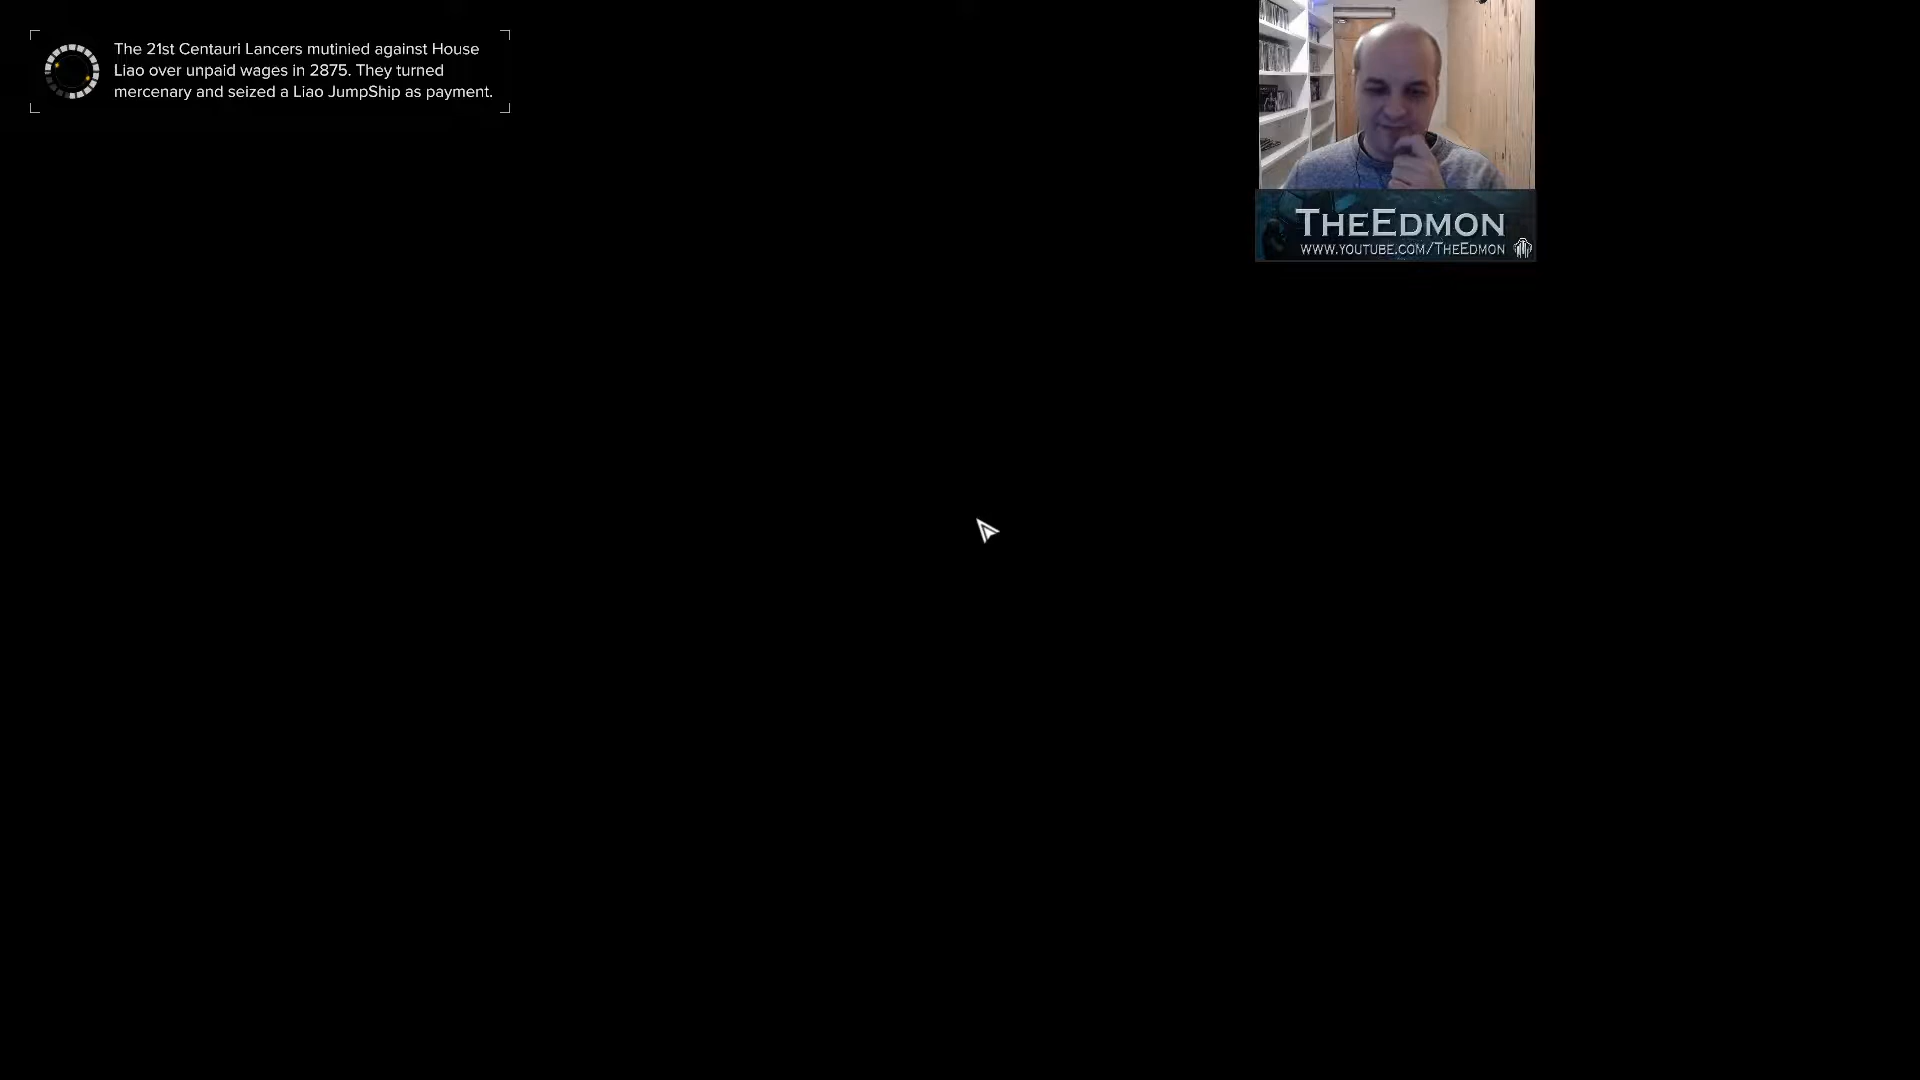 The 21st Centauri Lancers mutinied against House
Liao over unpaid wages in 2875. They turned
mercenary and seized a Liao JumpShip as payment.
TheEdmon
www.youtube.com/TheEdmon